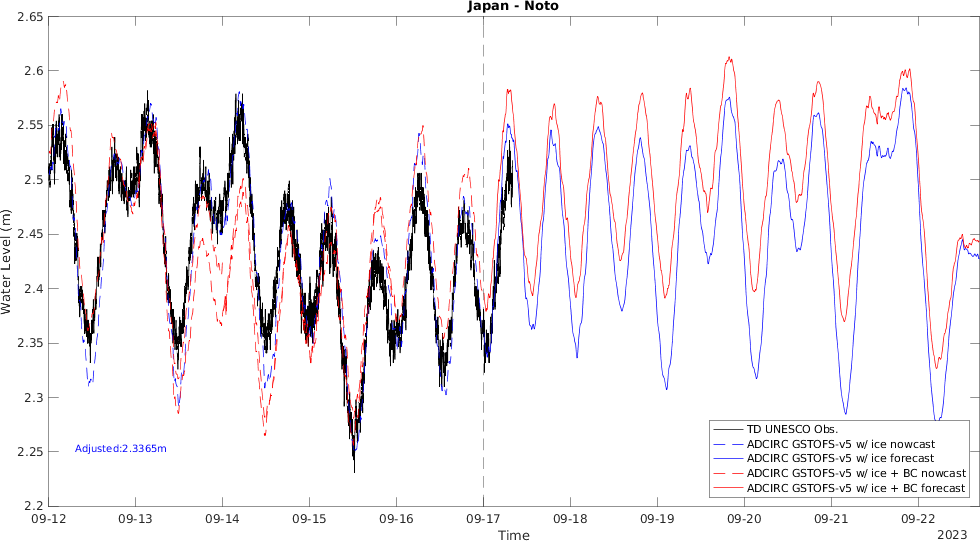 Japan - Noto
2.65
2.6
2.55
2.5
2.45
2.4
2.35
2.3
2.25
2.2
Water Level (m)
Adjusted:2.3365m
TD UNESCO Obs.
ADCIRC GSTOFS-v5 w/ ice nowcast
ADCIRC GSTOFS-v5 w/ ice forecast
ADCIRC GSTOFS-v5 w/ ice + BC nowcast
ADCIRC GSTOFS-v5 w/ ice + BC forecast
09-12 09-13 09-14 09-15 09-16 09-17 09-18 09-19 09-20 09-21 09-22
Time
2023